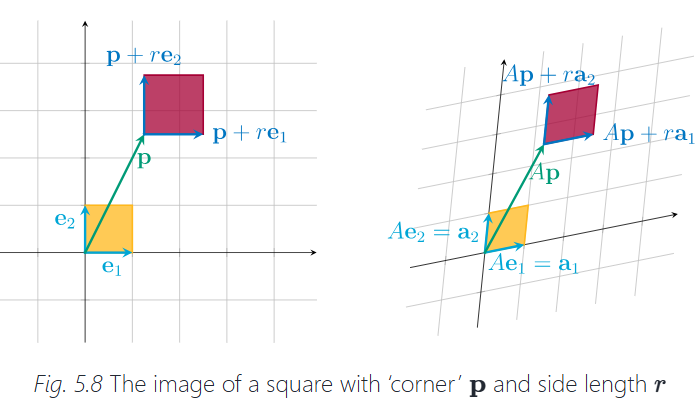 p + re₂
p + re₁
p
e₂
e₁
Ap + ra₂
Ap + ra₁
Ap
Ae₂ = a₂
Ae₁ = a₁
Fig. 5.8 The image of a square with ‘corner’ p and side length r